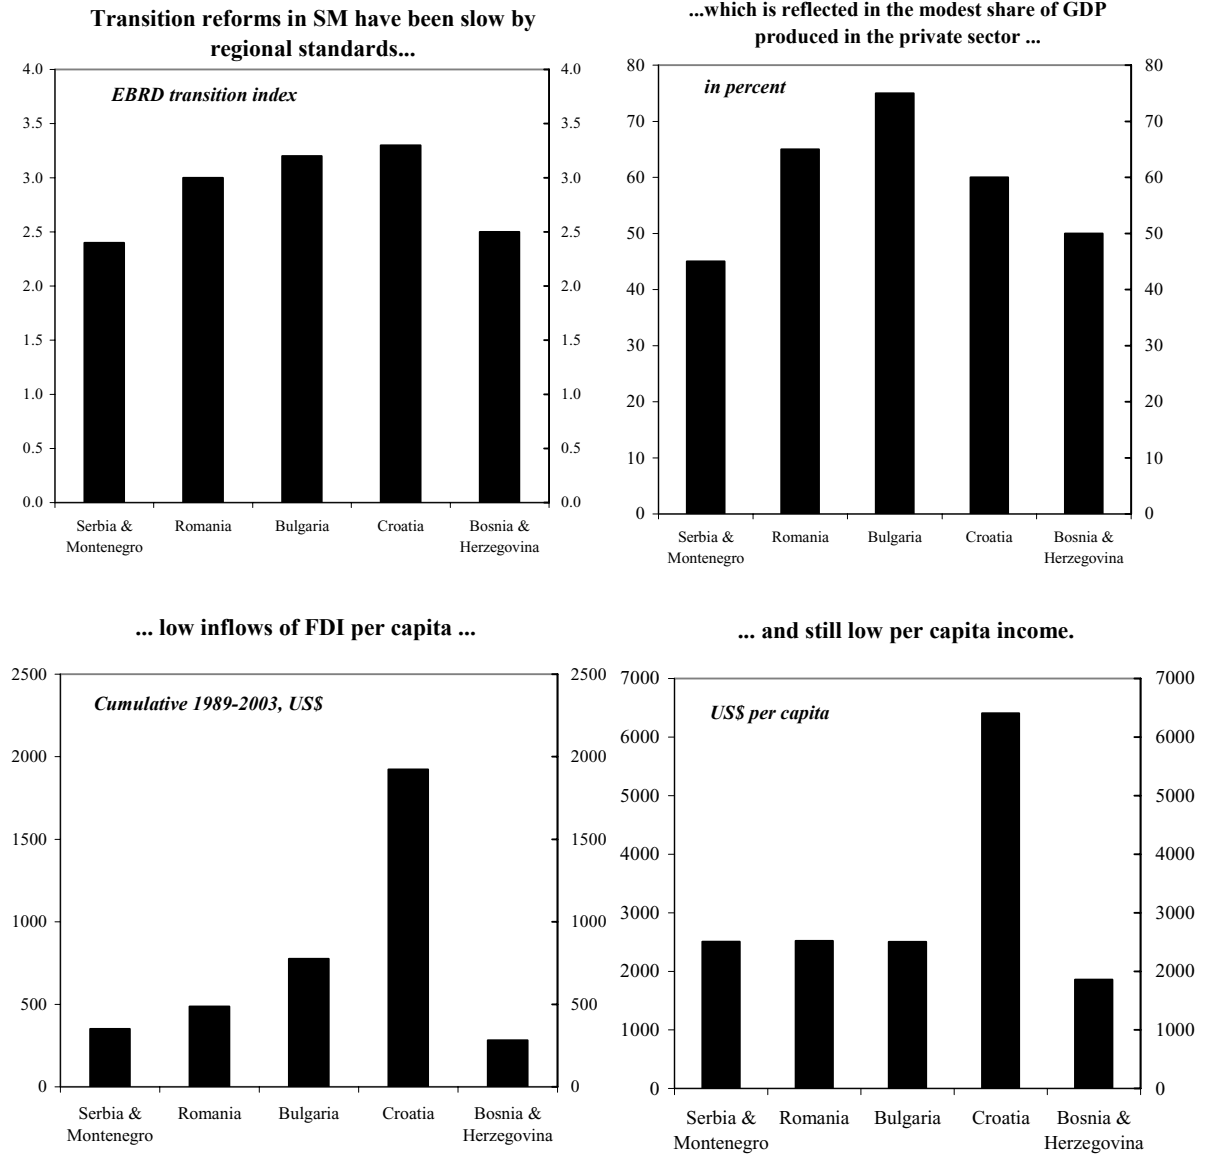 Transition reforms in SM have been slow by
regional standards...
4.0 4.0
EBRD transition index
3.5 3.5
3.0 3.0
2.5 2.5
2.0 2.0
1.5 1.5
1.0 1.0
0.5 0.5
0.0 0.0
Serbia & Romania Bulgaria Croatia Bosnia &
Montenegro Herzegovina
...which is reflected in the modest share of GDP
produced in the private sector ...
80 80
in percent
70 70
60 60
50 50
40 40
30 30
20 20
10 10
0 0
Serbia & Romania Bulgaria Croatia Bosnia &
Montenegro Herzegovina
... low inflows of FDI per capita ...
2500 2500
Cumulative 1989-2003, US$
2000 2000
1500 1500
1000 1000
500 500
0 0
Serbia & Romania Bulgaria Croatia Bosnia &
Montenegro Herzegovina
... and still low per capita income.
7000 7000
US$ per capita
6000 6000
5000 5000
4000 4000
3000 3000
2000 2000
1000 1000
0 0
Serbia & Romania Bulgaria Croatia Bosnia &
Montenegro Herzegovina